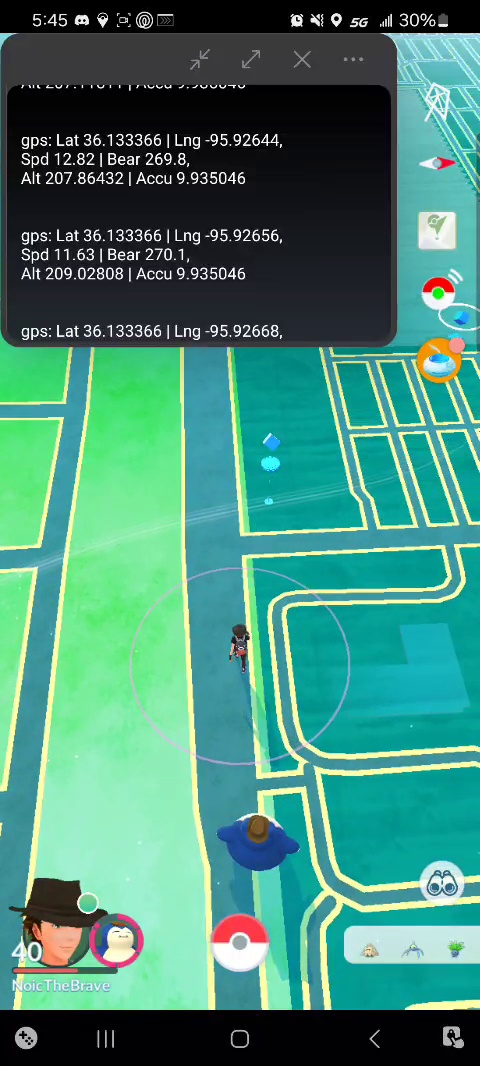 5:45
5G
30%
gps: Lat 36.133366 | Lng -95.92644,
Spd 12.82 | Bear 269.8,
Alt 207.86432 | Accu 9.935046
gps: Lat 36.133366 | Lng -95.92656,
Spd 11.63 | Bear 270.1,
Alt 209.02808 | Accu 9.935046
gps: Lat 36.133366 | Lng -95.92668,
40
NoicTheBrave